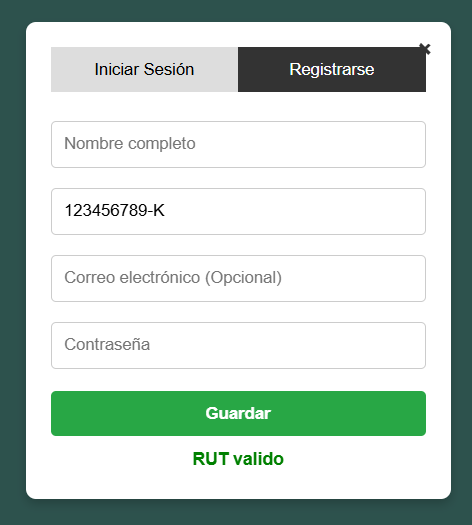 Iniciar Sesión
Registrarse
✖
Nombre completo
123456789-K
Correo electrónico (Opcional)
Contraseña
Guardar
RUT valido